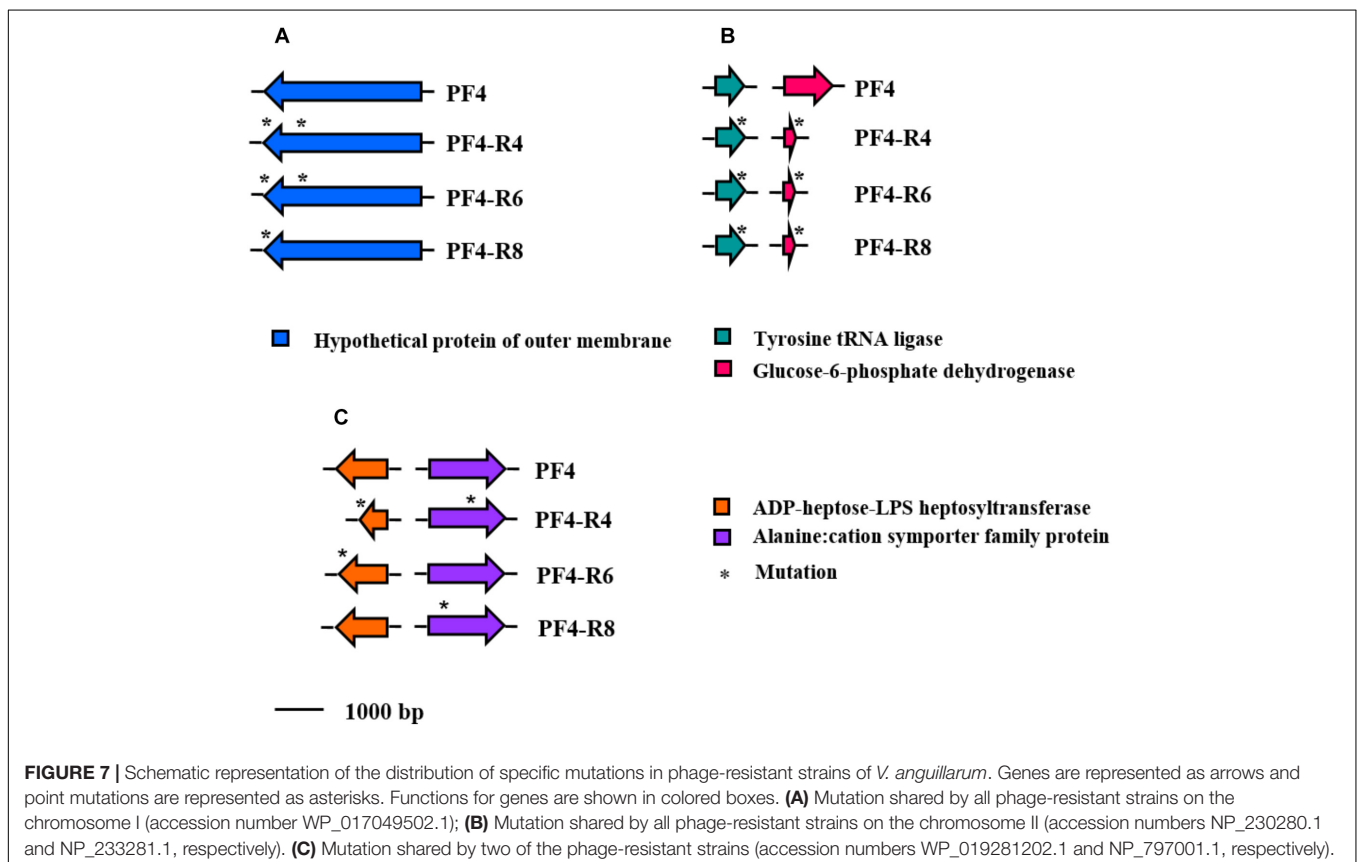 A
PF4
* *
PF4-R4
* *
PF4-R6
*
PF4-R8
Hypothetical protein of outer membrane
B
PF4
* *
PF4-R4
* *
PF4-R6
* *
PF4-R8
Tyrosine tRNA ligase
Glucose-6-phosphate dehydrogenase
C
PF4
* *
PF4-R4
*
PF4-R6
*
PF4-R8
ADP-heptose-LPS heptosyltransferase
Alanine:cation symporter family protein
* Mutation
1000 bp
FIGURE 7 | Schematic representation of the distribution of specific mutations in phage-resistant strains of V. anguillarum. Genes are represented as arrows and
point mutations are represented as asterisks. Functions for genes are shown in colored boxes. (A) Mutation shared by all phage-resistant strains on the
chromosome I (accession number WP_017049502.1); (B) Mutation shared by all phage-resistant strains on the chromosome II (accession numbers NP_230280.1
and NP_233281.1, respectively). (C) Mutation shared by two of the phage-resistant strains (accession numbers WP_019281202.1 and NP_797001.1, respectively).